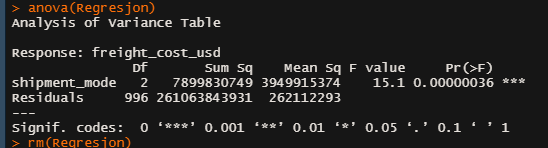 > anova(Regresjon)
Analysis of Variance Table

Response: freight_cost_usd
               Df       Sum Sq    Mean Sq F value     Pr(>F)
shipment_mode   2   7899830749 3949915374    15.1 0.00000036 ***
Residuals     996 261063843931  262112293
---
Signif. codes:  0 ‘***’ 0.001 ‘**’ 0.01 ‘*’ 0.05 ‘.’ 0.1 ‘ ’ 1
> rm(Regresjon)